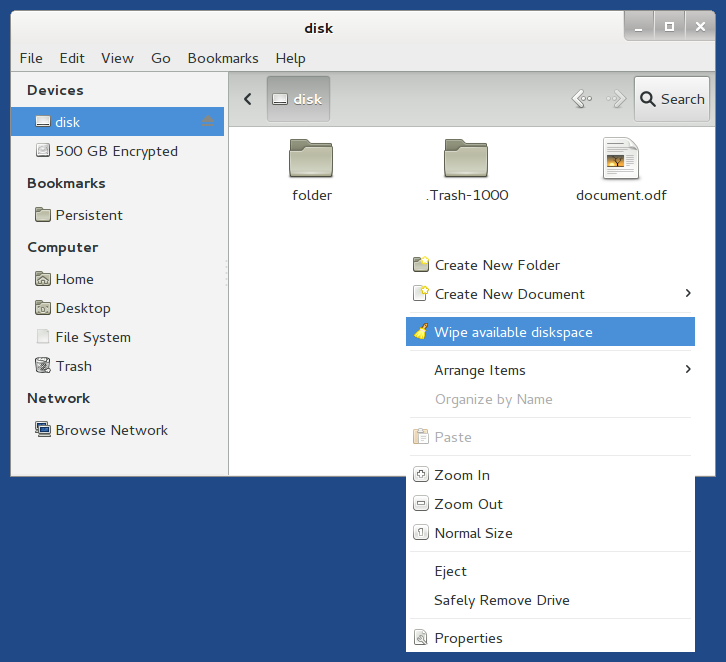 disk
File Edit View Go Bookmarks Help
Devices
disk
500 GB Encrypted
Bookmarks
Persistent
Computer
Home
Desktop
File System
Trash
Network
Browse Network
disk
Search
folder
.Trash-1000
document.odf
Create New Folder
Create New Document
Wipe available diskspace
Arrange Items
Organize by Name
Paste
Zoom In
Zoom Out
Normal Size
Eject
Safely Remove Drive
Properties